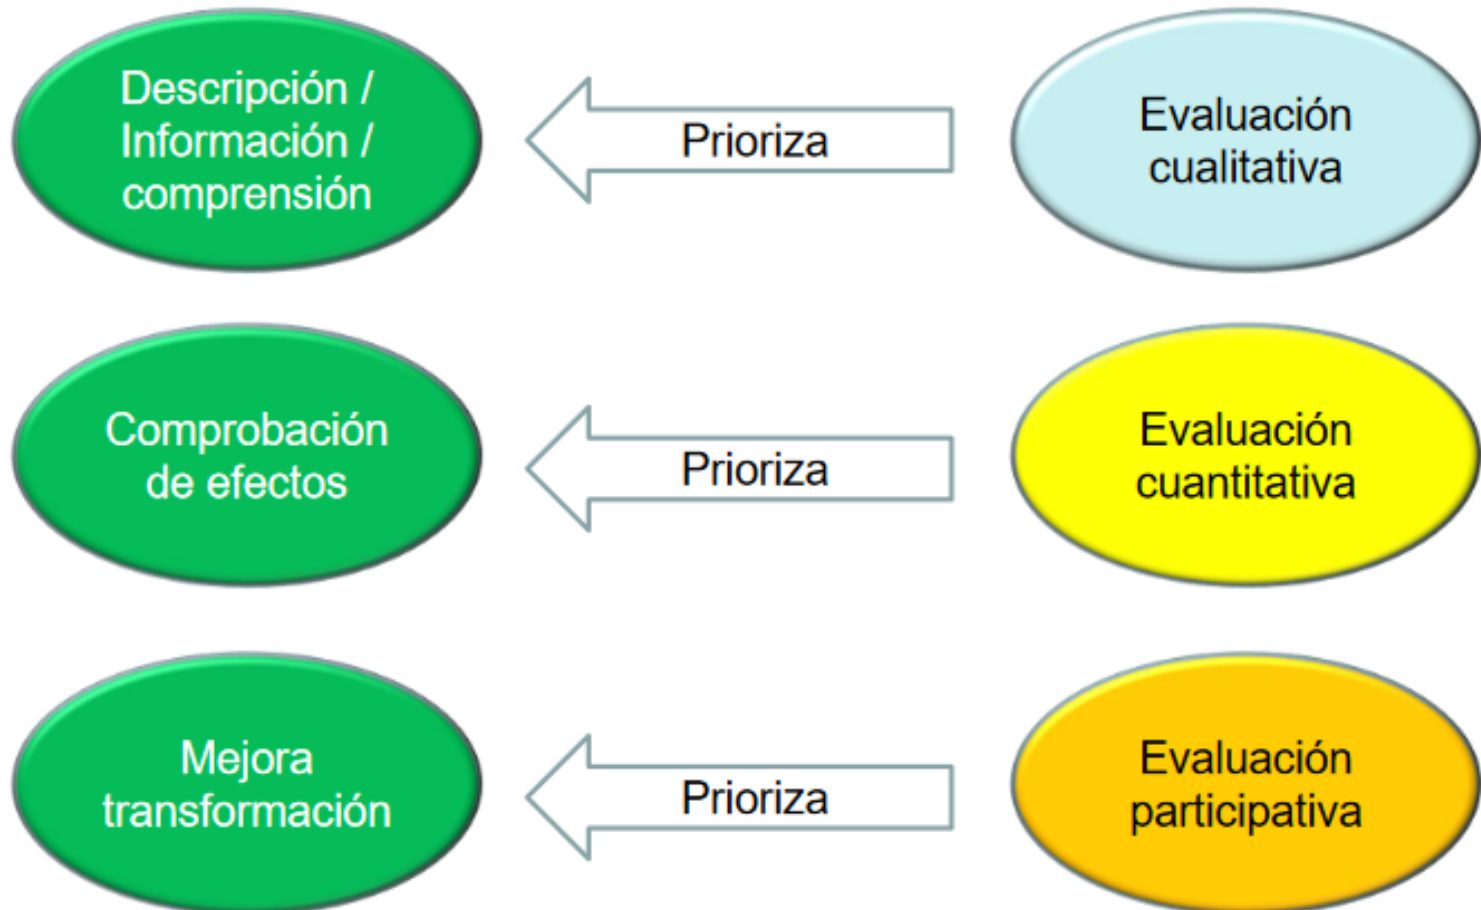 Descripción /
Información /
comprensión
Prioriza
Evaluación
cualitativa
Comprobación
de efectos
Prioriza
Evaluación
cuantitativa
Mejora
transformación
Prioriza
Evaluación
participativa